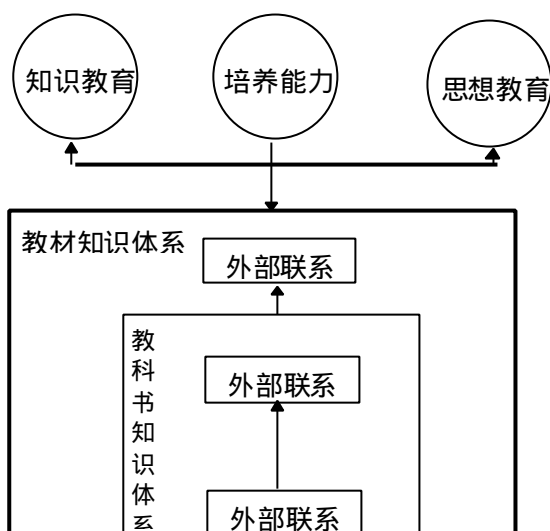 知识教育
培养能力
思想教育
教材知识体系
外部联系
教科书知识体系
外部联系
外部联系